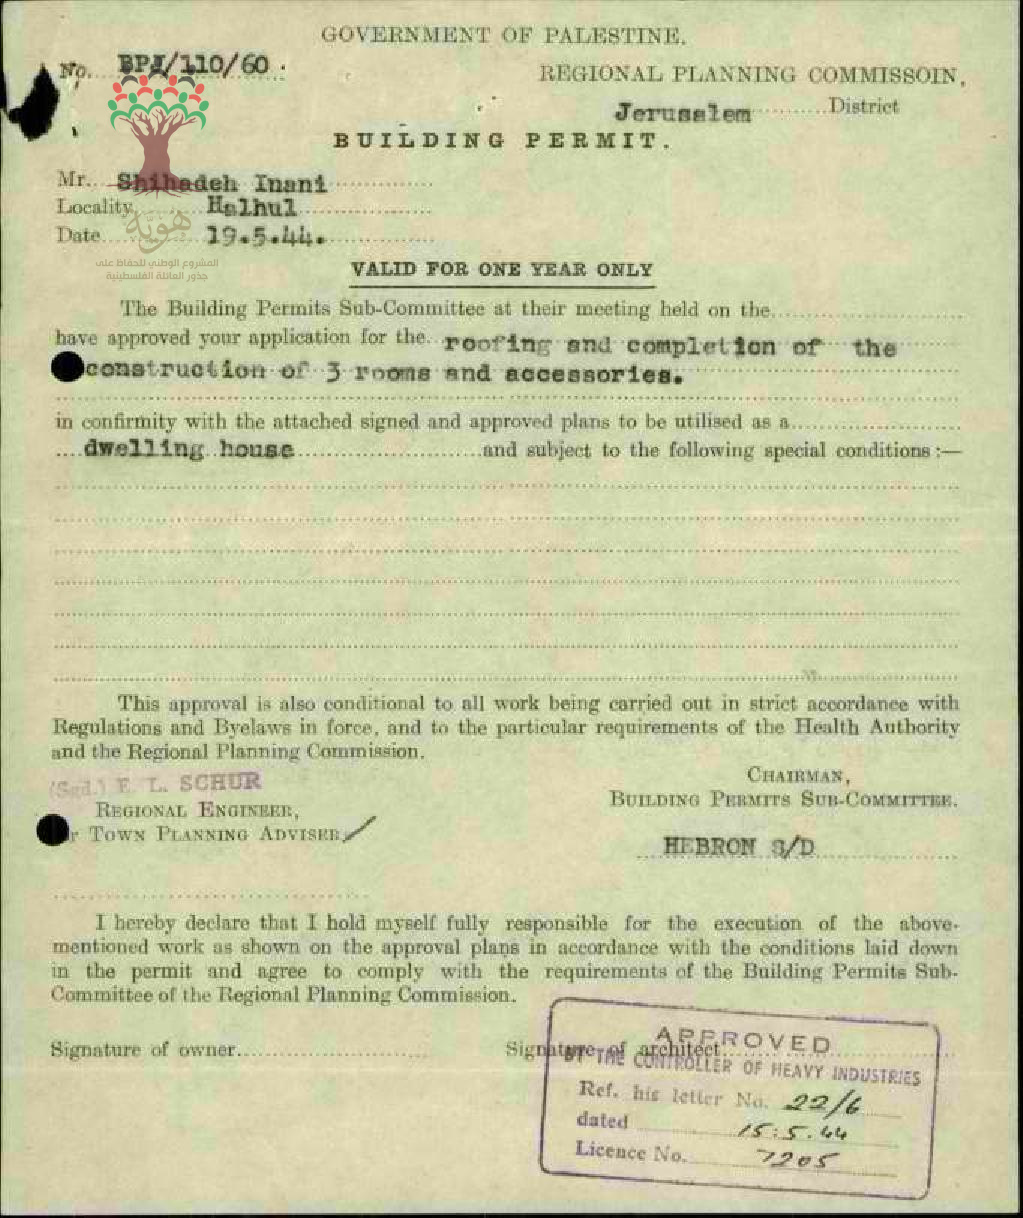 GOVERNMENT OF PALESTINE.
No. BPJ/110/60.
REGIONAL PLANNING COMMISSOIN,
Jerusalem District
BUILDING PERMIT.
Mr. Shihadeh Inani
Locality Halhul
Date 19.5.44.
هوية
المشروع الوطني للحفاظ على
جذور العائلة الفلسطينية
VALID FOR ONE YEAR ONLY
The Building Permits Sub-Committee at their meeting held on the
have approved your application for the. roofing and completion of the
construction of 3 rooms and accessories.
in confirmity with the attached signed and approved plans to be utilised as a
dwelling house and subject to the following special conditions :—
This approval is also conditional to all work being carried out in strict accordance with
Regulations and Byelaws in force, and to the particular requirements of the Health Authority
and the Regional Planning Commission.
(Sgd.) E. L. SCHUR
REGIONAL ENGINEER,
r TOWN PLANNING ADVISER
CHAIRMAN,
BUILDING PERMITS SUB-COMMITTEE.
HEBRON S/D
I hereby declare that I hold myself fully responsible for the execution of the above-
mentioned work as shown on the approval plans in accordance with the conditions laid down
in the permit and agree to comply with the requirements of the Building Permits Sub-
Committee of the Regional Planning Commission.
Signature of owner
Signature of architect
APPROVED
BY THE CONTROLLER OF HEAVY INDUSTRIES
Ref. his letter No. 22/6
dated 15.5.44
Licence No. 7205